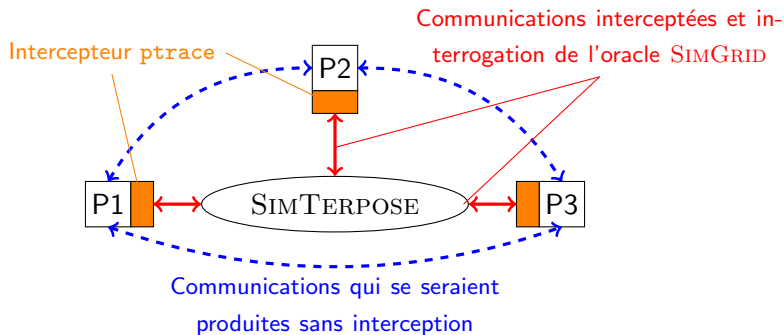 Communications interceptées et in-
terrogation de l'oracle SIMGRID
Intercepteur ptrace
P2
P1
SIMTERPOSE
P3
Communications qui se seraient
produites sans interception